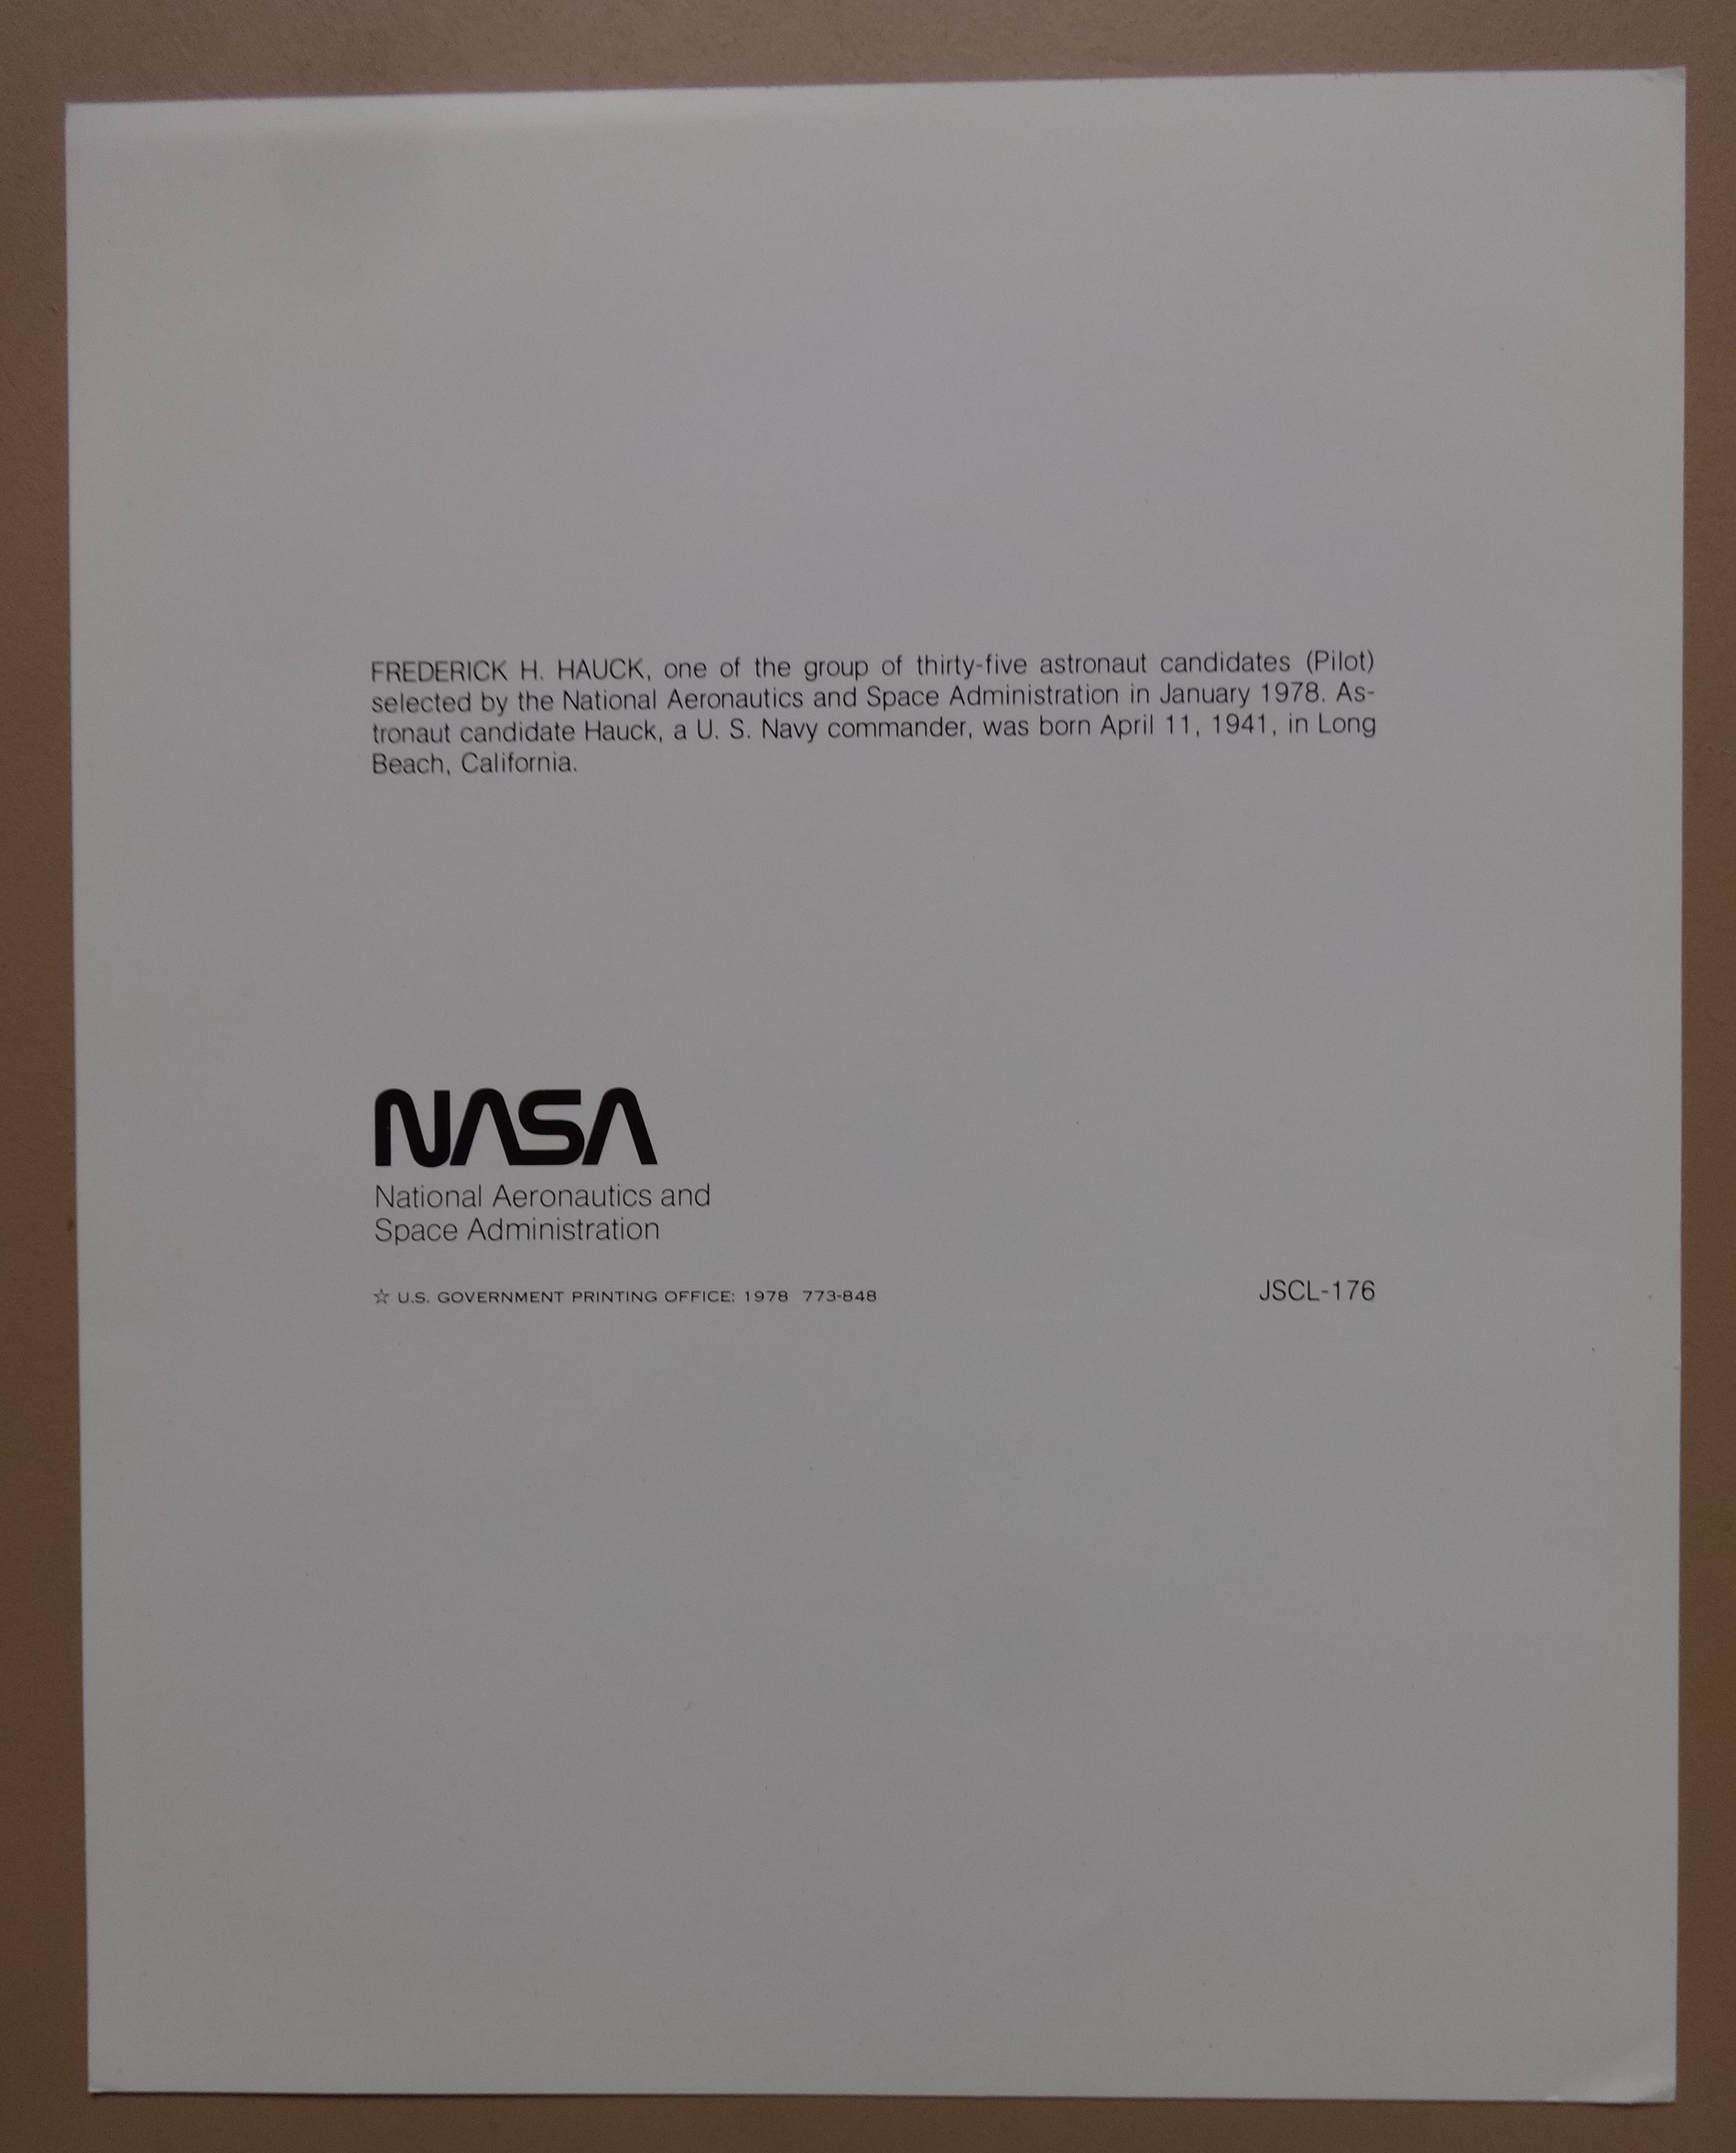 FREDERICK H. HAUCK, one of the group of thirty-five astronaut candidates (Pilot)
selected by the National Aeronautics and Space Administration in January 1978. As-
tronaut candidate Hauck, a U. S. Navy commander, was born April 11, 1941, in Long
Beach, California.
NASA
National Aeronautics and
Space Administration
☆ U.S. GOVERNMENT PRINTING OFFICE: 1978 773-848
JSCL-176